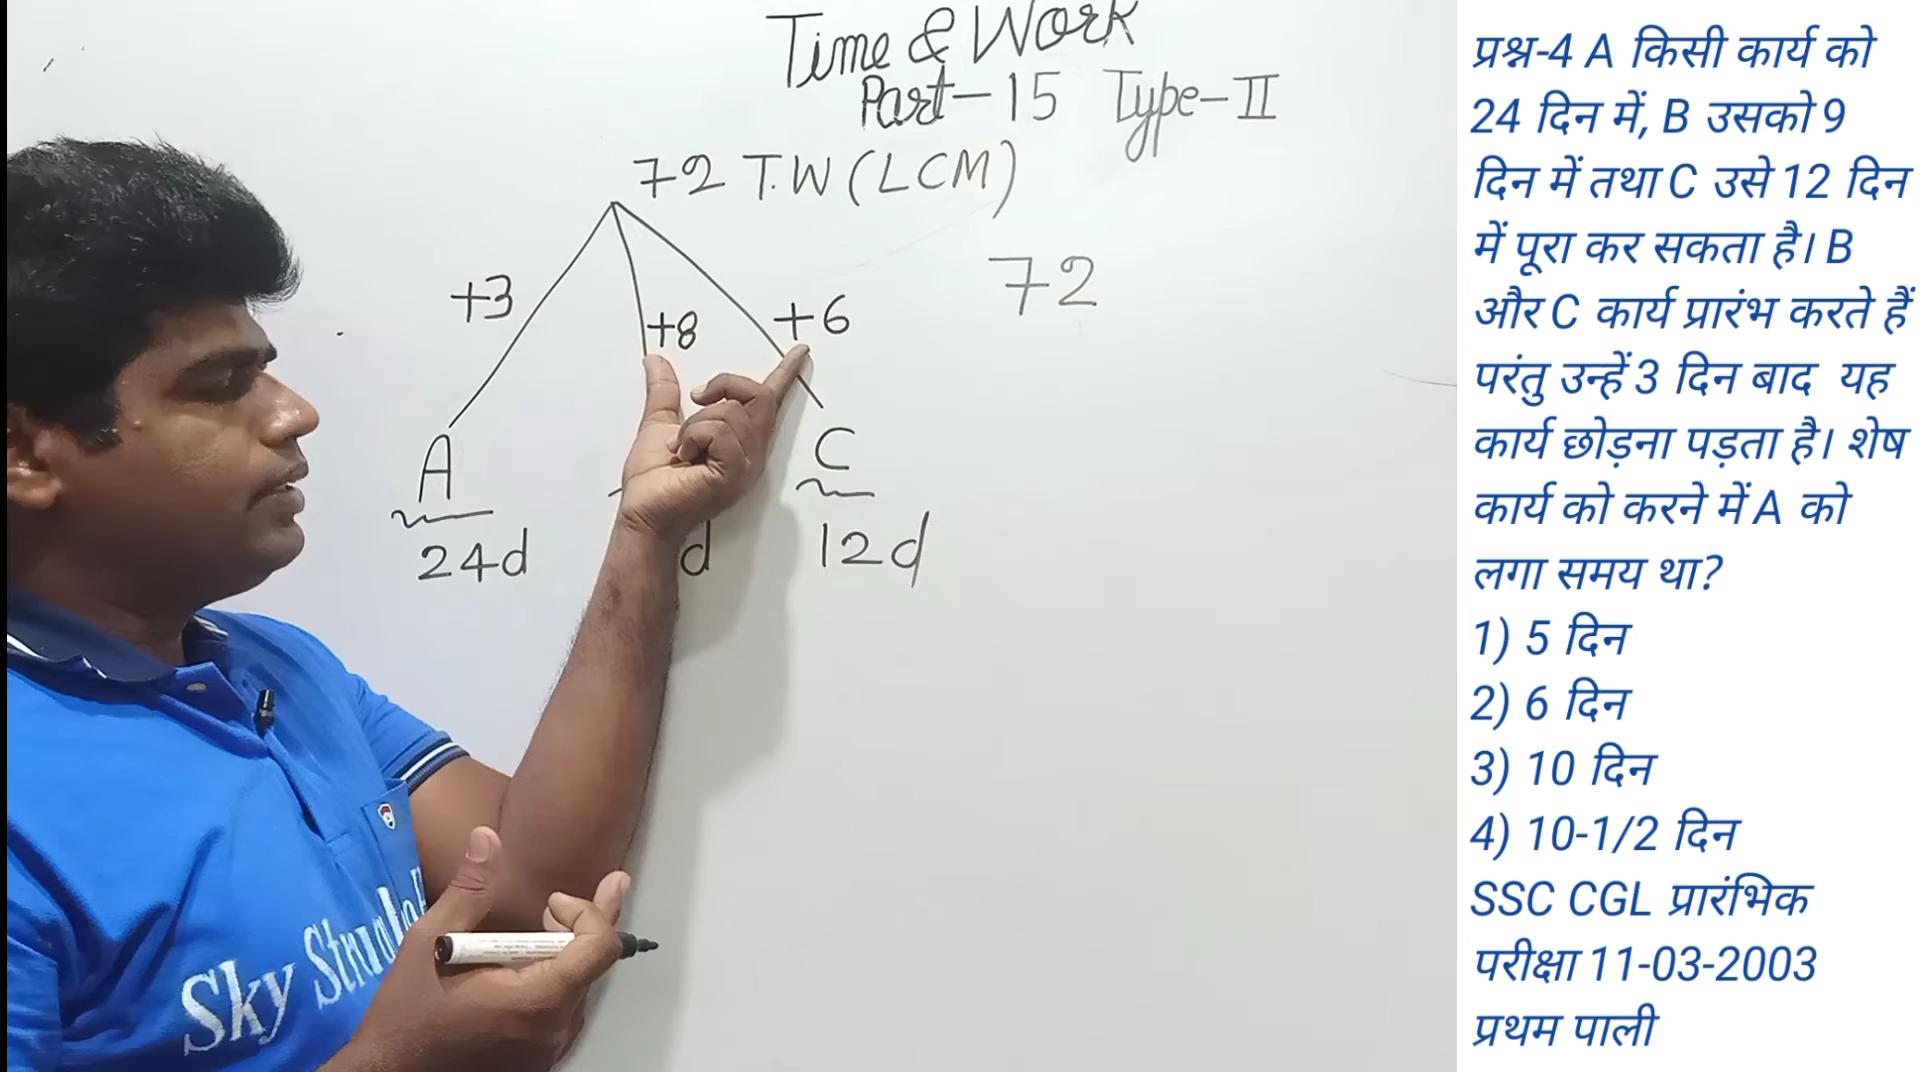 Time & Work
Part-15 Type-II
72 T.W (LCM)
72
+3
+8
+6
A
C
24d
d
12d
Sky
प्रश्न-4 A किसी कार्य को
24 दिन में, B उसको 9
दिन में तथा C उसे 12 दिन
में पूरा कर सकता है। B
और C कार्य प्रारंभ करते हैं
परंतु उन्हें 3 दिन बाद यह
कार्य छोड़ना पड़ता है। शेष
कार्य को करने में A को
लगा समय था?
1) 5 दिन
2) 6 दिन
3) 10 दिन
4) 10-1/2 दिन
SSC CGL प्रारंभिक
परीक्षा 11-03-2003
प्रथम पाली